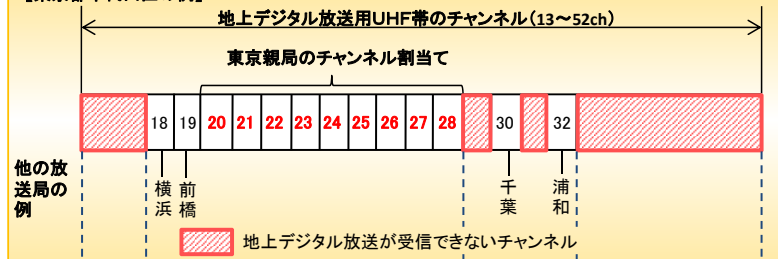 地上デジタル放送用UHF帯のチャンネル(13～52ch)
東京親局のチャンネル割当て
18 19 20 21 22 23 24 25 26 27 28 30 32
他の放送局の例
横浜 前橋 千葉 浦和
地上デジタル放送が受信できないチャンネル